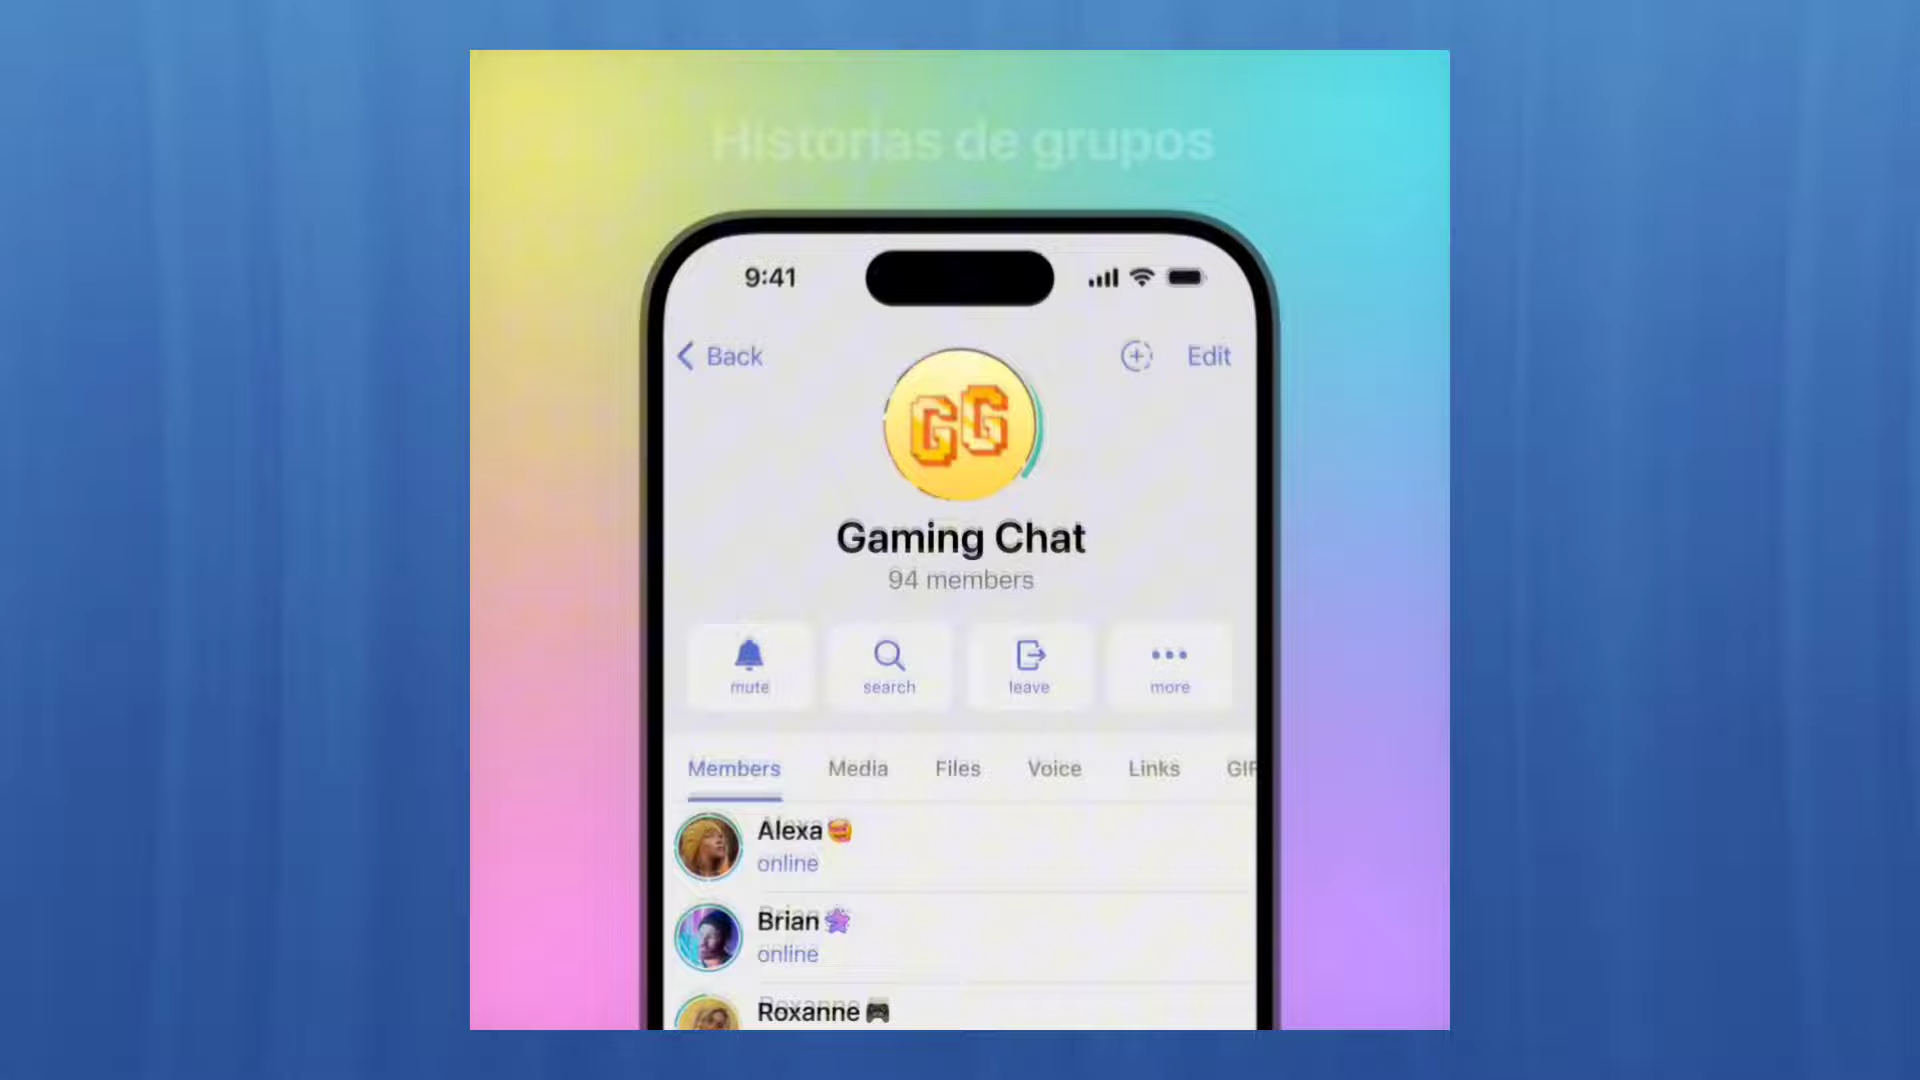 Historias de grupos
9:41
Back
Edit
GG
Gaming Chat
94 members
mute
search
leave
more
Members
Media
Files
Voice
Links
GIF
Alexa
online
Brian
online
Roxanne